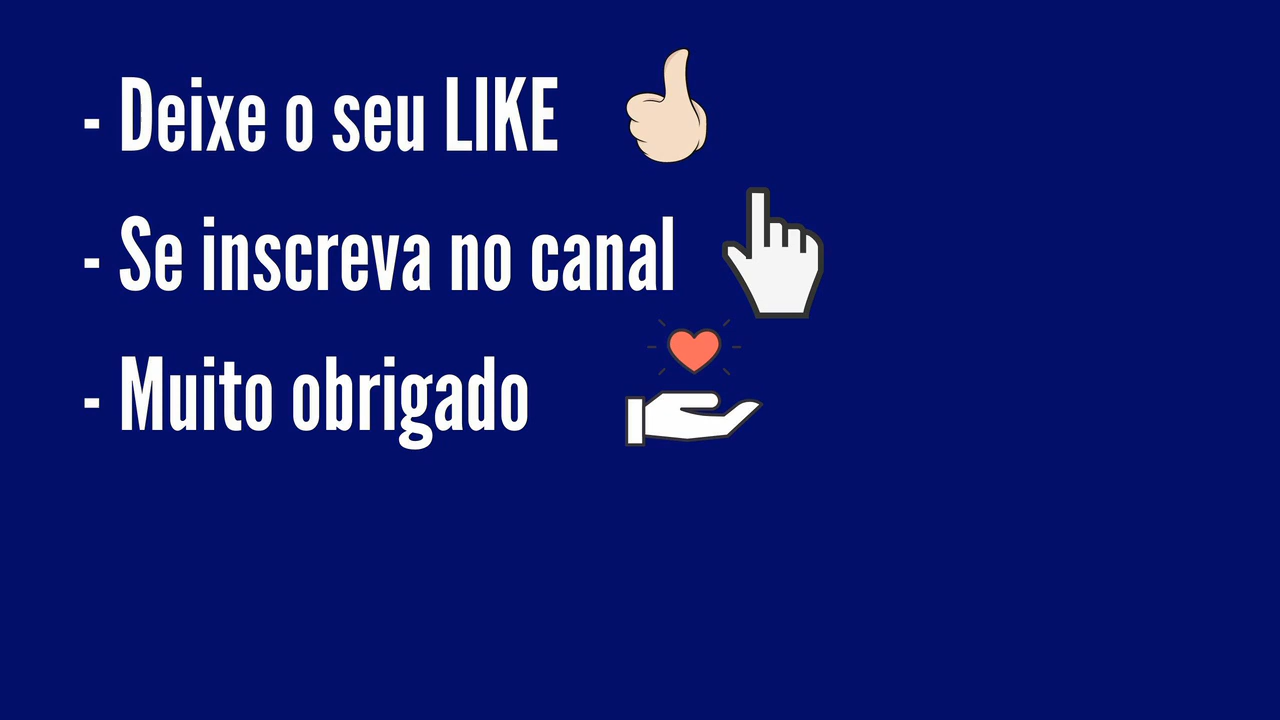 - Deixe o seu LIKE
- Se inscreva no canal
- Muito obrigado